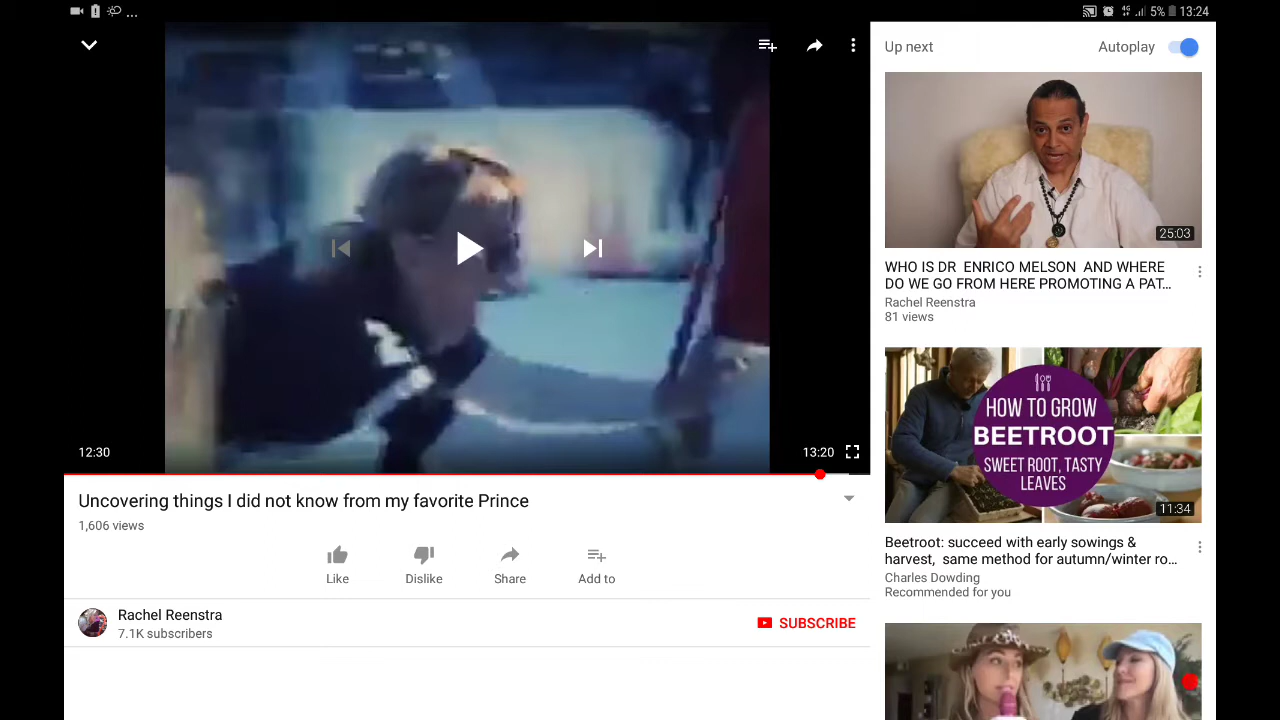 ... 4G 5% 13:24
Up next Autoplay
25:03
WHO IS DR  ENRICO MELSON  AND WHERE
DO WE GO FROM HERE PROMOTING A PAT...
Rachel Reenstra
81 views
12:30 13:20
Uncovering things I did not know from my favorite Prince
1,606 views
Like Dislike Share Add to
Rachel Reenstra
7.1K subscribers
SUBSCRIBE
HOW TO GROW
BEETROOT
SWEET ROOT, TASTY
LEAVES
11:34
Beetroot: succeed with early sowings &
harvest,  same method for autumn/winter ro...
Charles Dowding
Recommended for you